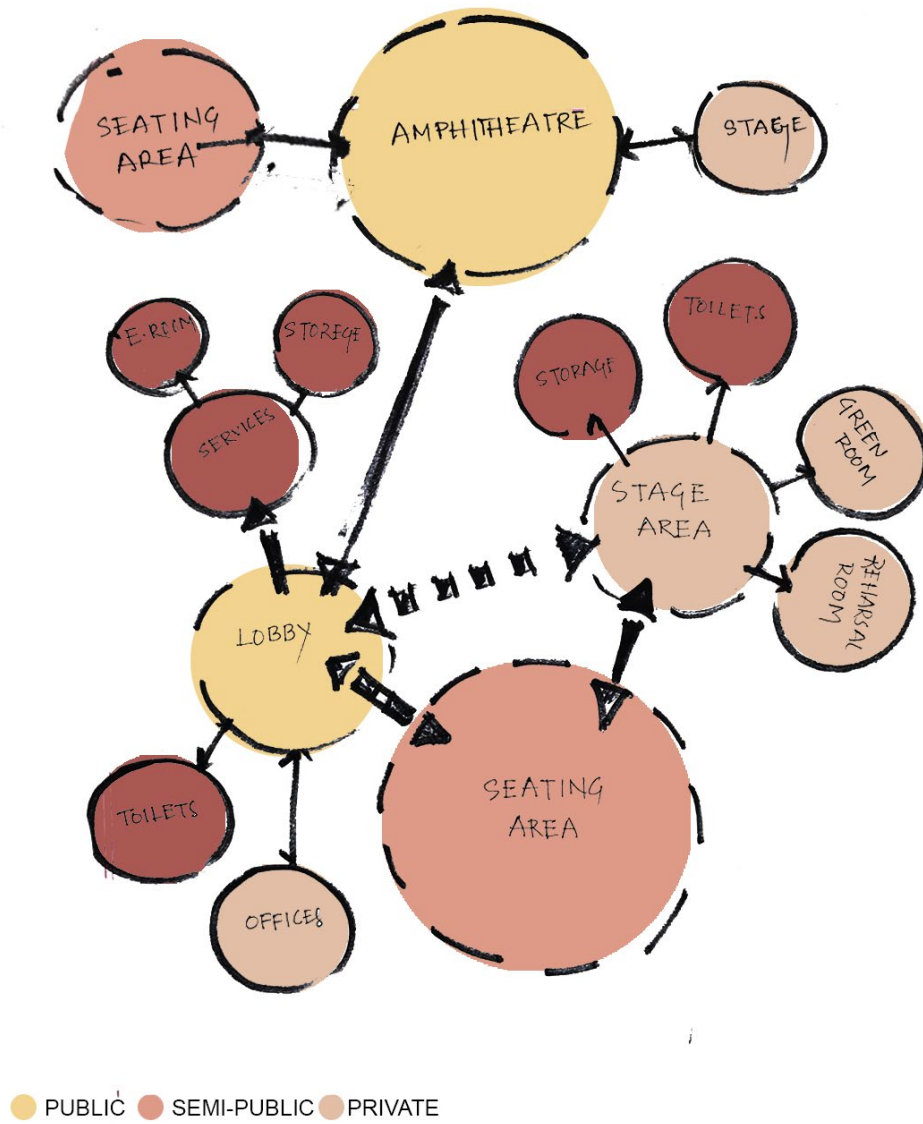 SEATING
AREA
AMPHITHEATRE
STAGE
E-ROOM
STOREGE
SERVICES
STORAGE
TOILETS
GREEN
ROOM
STAGE
AREA
REHARSAL
ROOM
LOBBY
SEATING
AREA
TOILETS
OFFICES
PUBLIC
SEMI-PUBLIC
PRIVATE